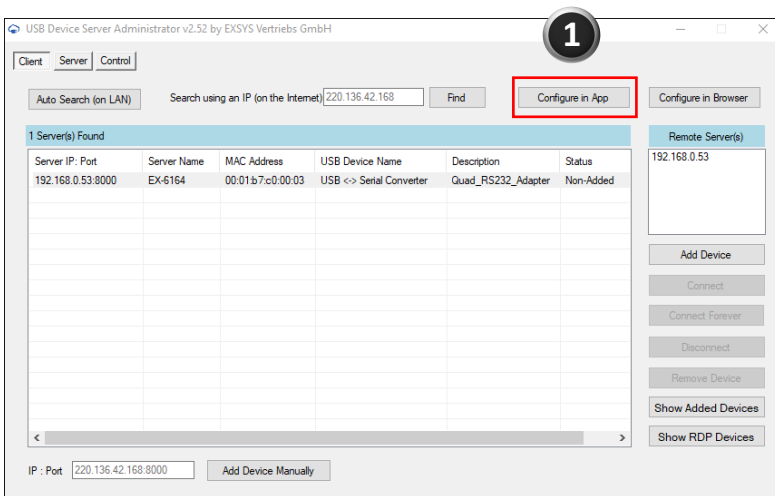 USB Device Server Administrator v2.52 by EXSYS Vertriebs GmbH
1
Client Server Control
Auto Search (on LAN) Search using an IP (on the Internet) 220.136.42.168 Find Configure in App Configure in Browser
1 Server(s) Found Remote Server(s)
Server IP: Port Server Name MAC Address USB Device Name Description Status
192.168.0.53:8000 EX-6164 00:01:b7:c0:00:03 USB <-> Serial Converter Quad_RS232_Adapter Non-Added
192.168.0.53
Add Device
Connect
Connect Forever
Disconnect
Remove Device
Show Added Devices
Show RDP Devices
IP : Port 220.136.42.168:8000 Add Device Manually